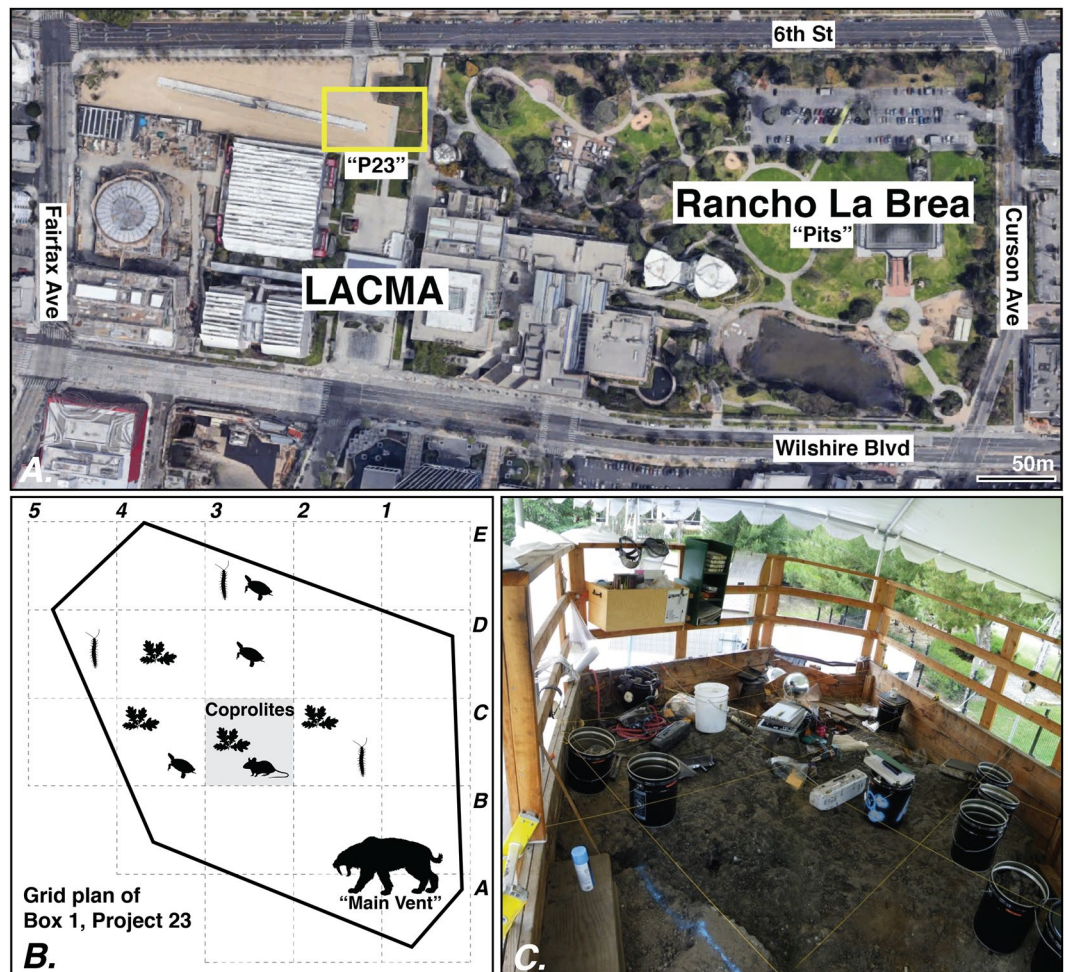 6th St
"P23"
Rancho La Brea
"Pits"
Fairfax Ave
LACMA
Curson Ave
Wilshire Blvd
50m
A.
5 4 3 2 1
E
D
C
Coprolites
B
"Main Vent"
A
Grid plan of
Box 1, Project 23
B.
C.